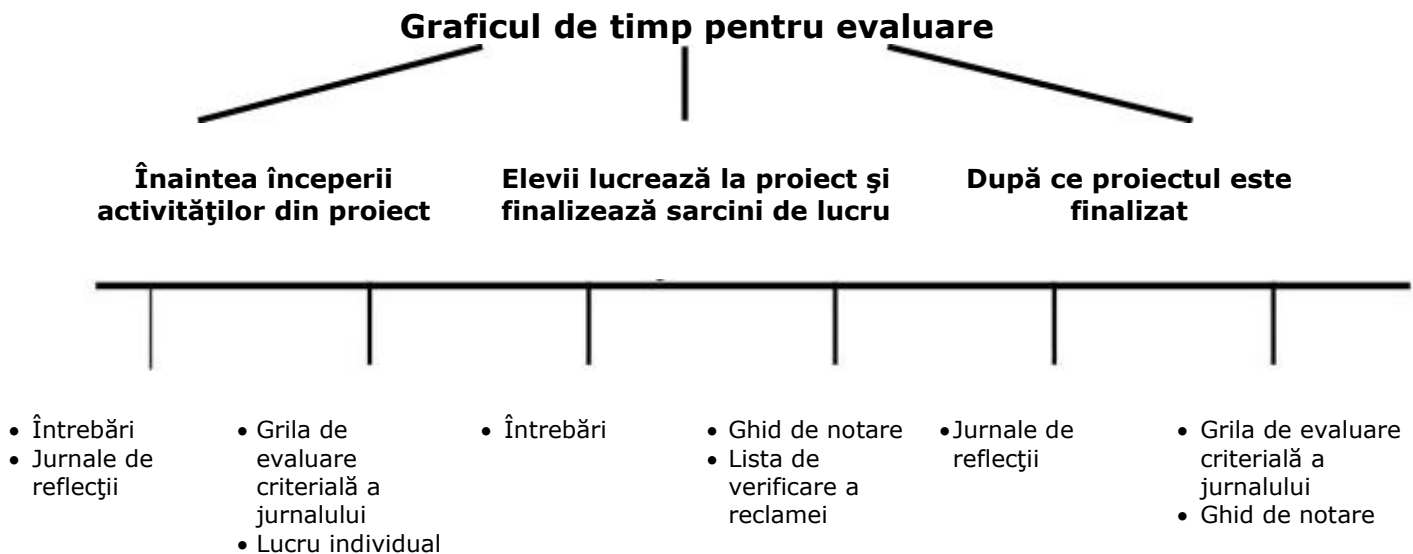 Graficul de timp pentru evaluare
Înaintea începerii
activităţilor din proiect
Elevii lucrează la proiect şi
finalizează sarcini de lucru
După ce proiectul este
finalizat
• Întrebări
• Jurnale de
reflecţii
• Grila de
evaluare
criterială a
jurnalului
• Lucru individual
• Întrebări
• Ghid de notare
• Lista de
verificare a
reclamei
• Jurnale de
reflecţii
• Grila de evaluare
criterială a
jurnalului
• Ghid de notare